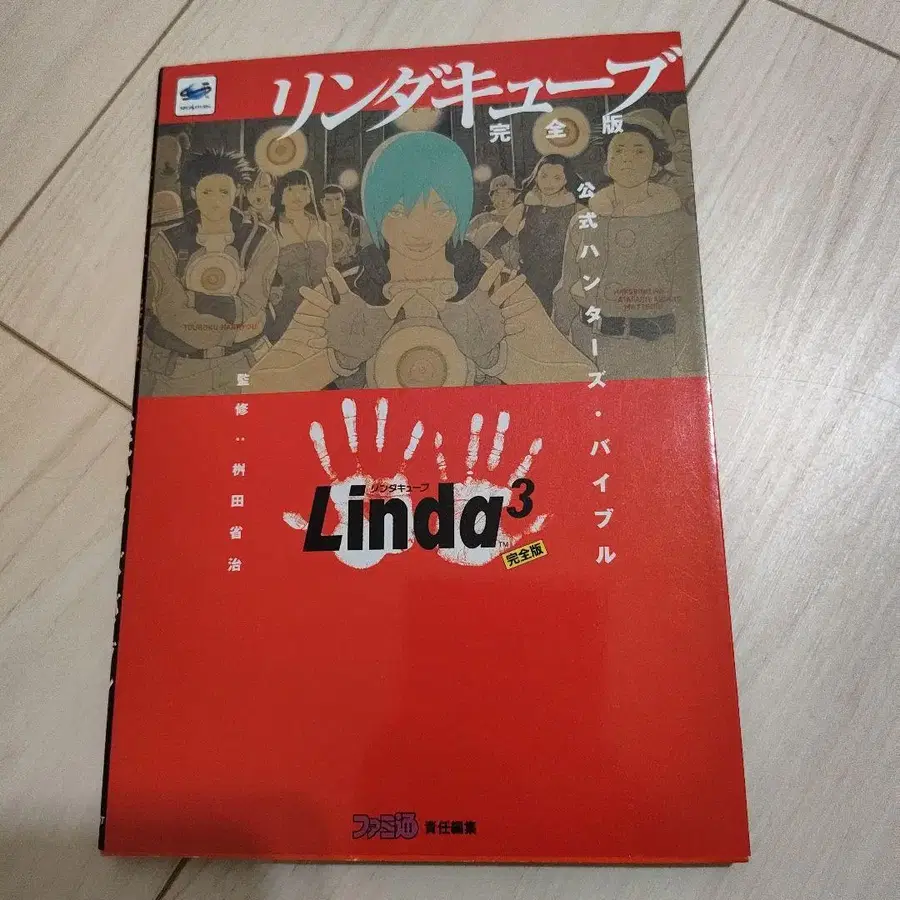 リンダキューブ
完全版
公式ハンターズ・バイブル
監修:桝田省治
リンダキューブ
Linda3
TM
完全版
ファミ通 責任編集